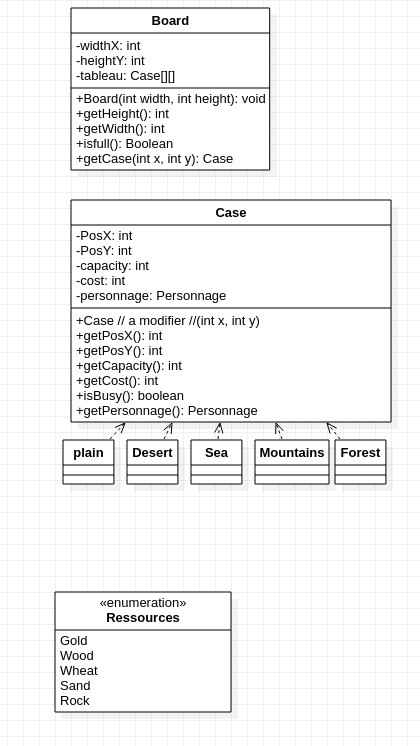 Board
-widthX: int
-heightY: int
-tableau: Case[][]
+Board(int width, int height): void
+getHeight(): int
+getWidth(): int
+isfull(): Boolean
+getCase(int x, int y): Case
Case
-PosX: int
-PosY: int
-capacity: int
-cost: int
-personnage: Personnage
+Case // a modifier //(int x, int y)
+getPosX(): int
+getPosY(): int
+getCapacity(): int
+getCost(): int
+isBusy(): boolean
+getPersonnage(): Personnage
plain
Desert
Sea
Mountains
Forest
«enumeration»
Ressources
Gold
Wood
Wheat
Sand
Rock